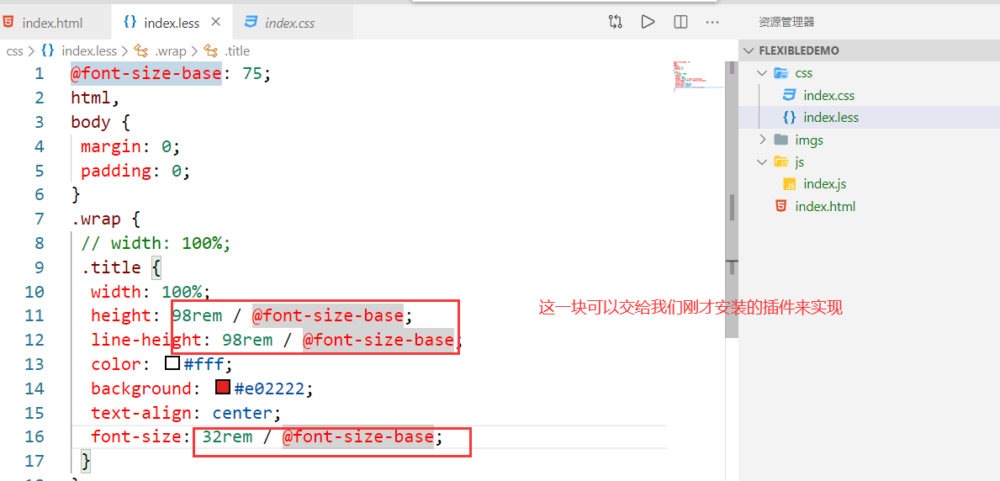 index.html
index.less
index.css
资源管理器
css
index.less
.wrap
.title
FLEXIBLEDEMO
1 @font-size-base: 75;
2 html,
3 body {
4 margin: 0;
5 padding: 0;
6 }
7 .wrap {
8 // width: 100%;
9 .title {
10 width: 100%;
11 height: 98rem / @font-size-base;
12 line-height: 98rem / @font-size-base;
13 color: #fff;
14 background: #e02222;
15 text-align: center;
16 font-size: 32rem / @font-size-base;
17 }
这一块可以交给我们刚才安装的插件来实现
css
index.css
index.less
imgs
js
index.js
index.html